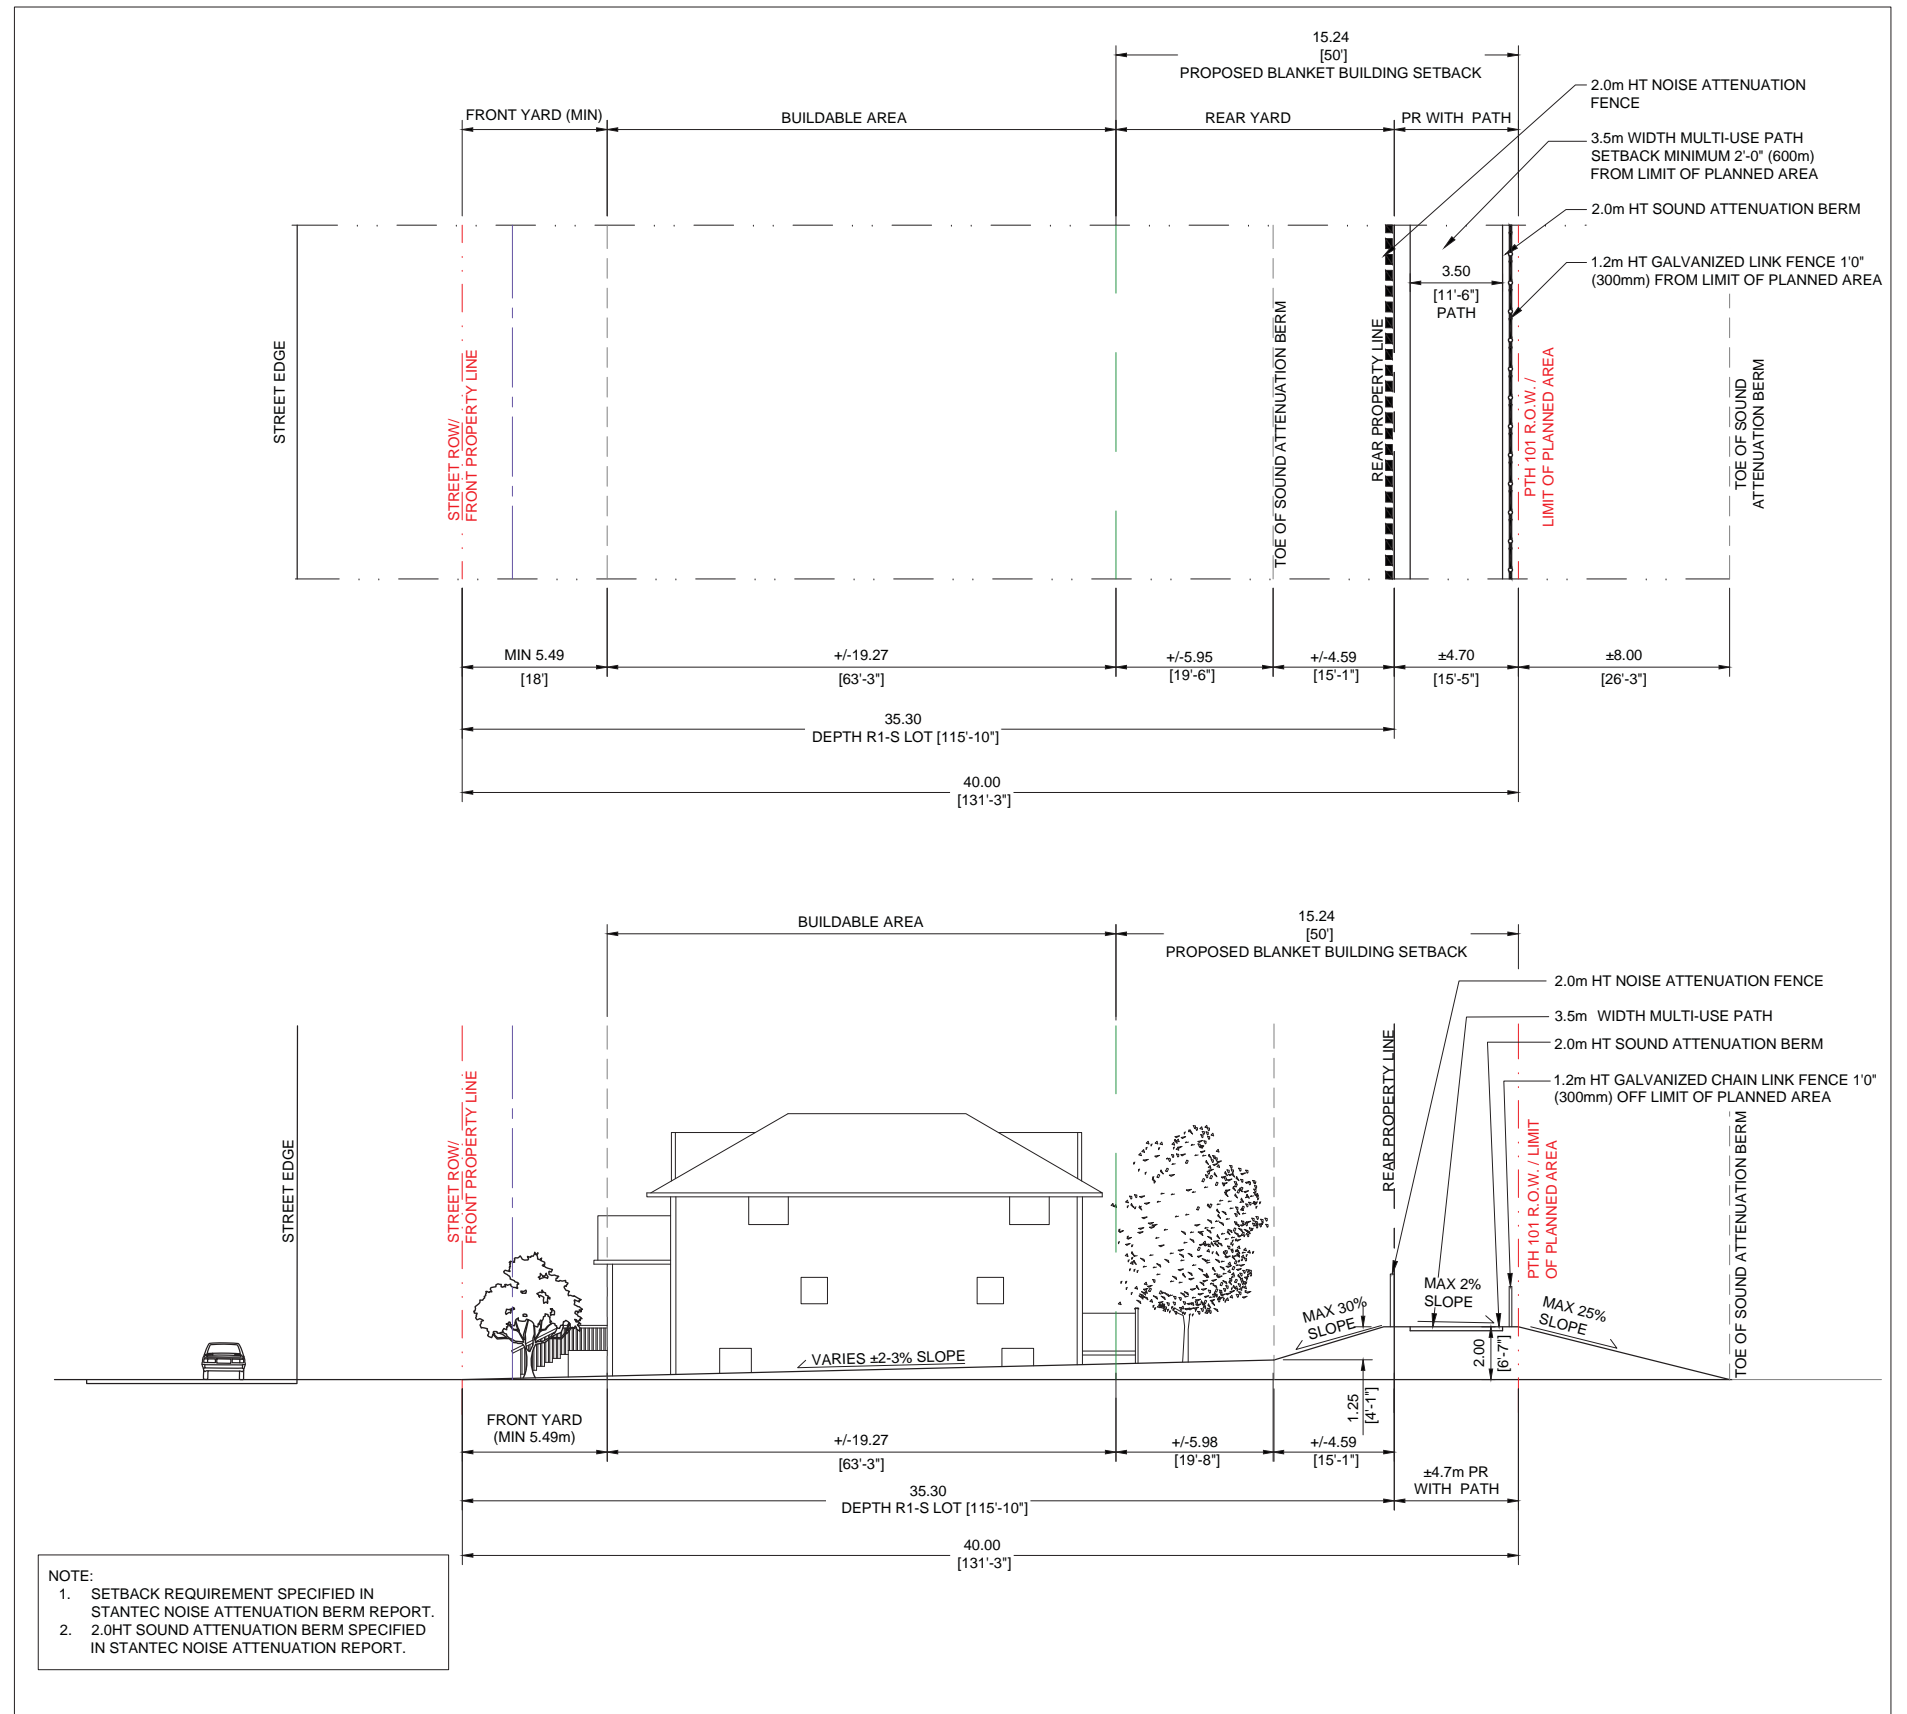 15.24
[50']
PROPOSED BLANKET BUILDING SETBACK
FRONT YARD (MIN)
BUILDABLE AREA
REAR YARD
PR WITH PATH
2.0m HT NOISE ATTENUATION
FENCE
3.5m WIDTH MULTI-USE PATH
SETBACK MINIMUM 2'-0" (600m)
FROM LIMIT OF PLANNED AREA
2.0m HT SOUND ATTENUATION BERM
1.2m HT GALVANIZED LINK FENCE 1'0"
(300mm) FROM LIMIT OF PLANNED AREA
3.50
[11'-6"]
PATH
STREET EDGE
STREET ROW/
FRONT PROPERTY LINE
TOE OF SOUND ATTENUATION BERM
REAR PROPERTY LINE
PTH 101 R.O.W. /
LIMIT OF PLANNED AREA
TOE OF SOUND
ATTENUATION BERM
MIN 5.49
[18']
+/-19.27
[63'-3"]
+/-5.95
[19'-6"]
+/-4.59
[15'-1"]
±4.70
[15'-5"]
±8.00
[26'-3"]
35.30
DEPTH R1-S LOT [115'-10"]
40.00
[131'-3"]
BUILDABLE AREA
15.24
[50']
PROPOSED BLANKET BUILDING SETBACK
2.0m HT NOISE ATTENUATION FENCE
3.5m WIDTH MULTI-USE PATH
2.0m HT SOUND ATTENUATION BERM
1.2m HT GALVANIZED CHAIN LINK FENCE 1'0"
(300mm) OFF LIMIT OF PLANNED AREA
STREET EDGE
STREET ROW/
FRONT PROPERTY LINE
REAR PROPERTY LINE
PTH 101 R.O.W. / LIMIT
OF PLANNED AREA
TOE OF SOUND ATTENUATION BERM
MAX 30%
SLOPE
MAX 2%
SLOPE
MAX 25%
SLOPE
VARIES ±2-3% SLOPE
2.00
[6'-7"]
1.25
[4'-1"]
FRONT YARD
(MIN 5.49m)
+/-19.27
[63'-3"]
+/-5.98
[19'-8"]
+/-4.59
[15'-1"]
±4.7m PR
WITH PATH
35.30
DEPTH R1-S LOT [115'-10"]
40.00
[131'-3"]
NOTE:
1. SETBACK REQUIREMENT SPECIFIED IN
STANTEC NOISE ATTENUATION BERM REPORT.
2. 2.0HT SOUND ATTENUATION BERM SPECIFIED
IN STANTEC NOISE ATTENUATION REPORT.